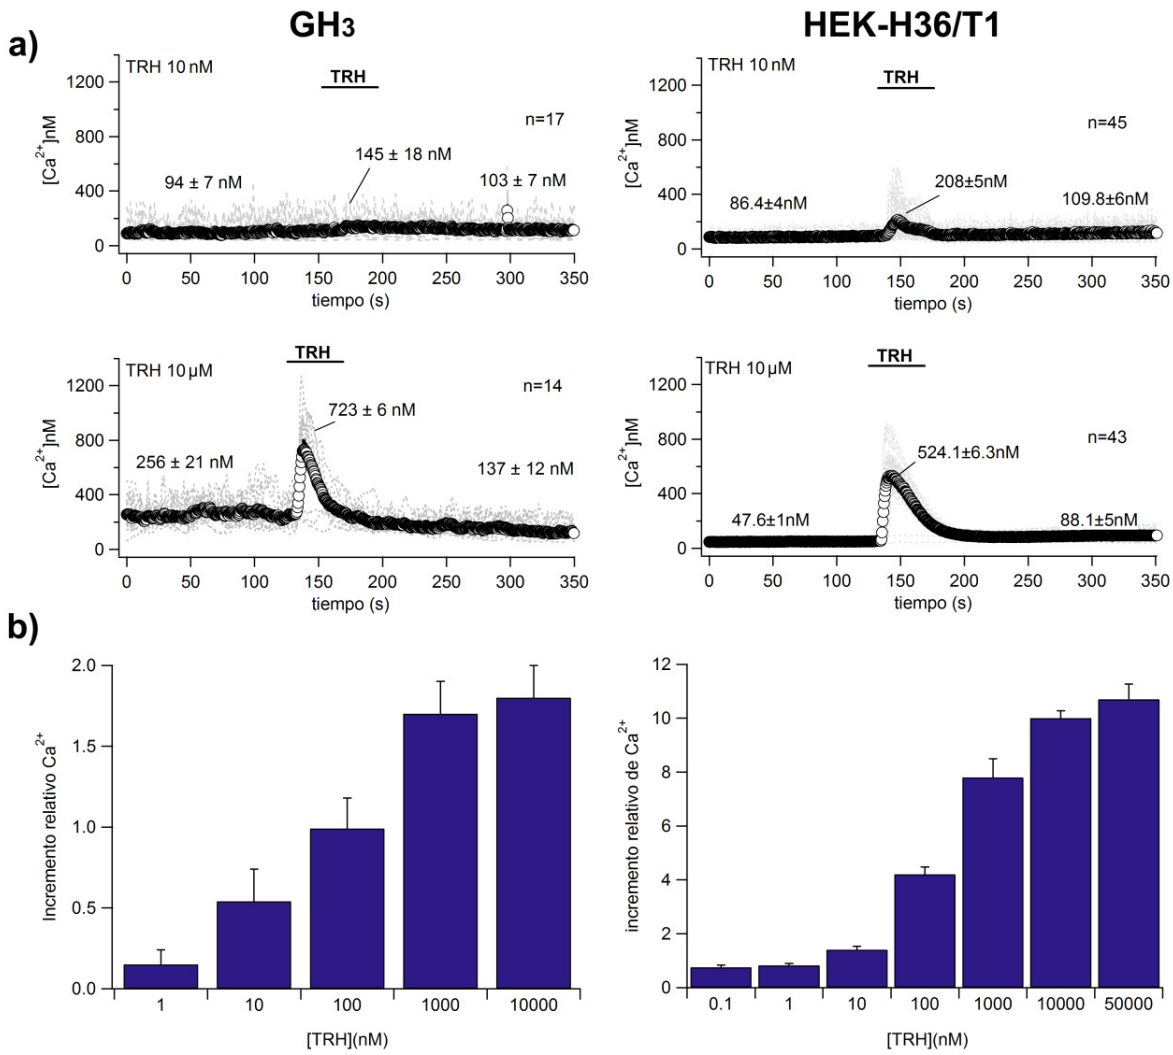 GH3
HEK-H36/T1
a)
TRH 10 nM
TRH
n=17
[Ca2+]nM
1200
800
400
0
94 ± 7 nM
145 ± 18 nM
103 ± 7 nM
0 50 100 150 200 250 300 350
tiempo (s)
TRH 10 nM
TRH
n=45
[Ca2+]nM
1200
800
400
0
86.4±4nM
208±5nM
109.8±6nM
0 50 100 150 200 250 300 350
tiempo (s)
TRH 10 µM
TRH
n=14
[Ca2+]nM
1200
800
400
0
256 ± 21 nM
723 ± 6 nM
137 ± 12 nM
0 50 100 150 200 250 300 350
tiempo (s)
TRH 10 µM
TRH
n=43
[Ca2+]nM
1200
800
400
0
47.6±1nM
524.1±6.3nM
88.1±5nM
0 50 100 150 200 250 300 350
tiempo (s)
b)
Incremento relativo Ca2+
2.0
1.5
1.0
0.5
0.0
1 10 100 1000 10000
[TRH](nM)
incremento relativo de Ca2+
12
10
8
6
4
2
0
0.1 1 10 100 1000 10000 50000
[TRH](nM)